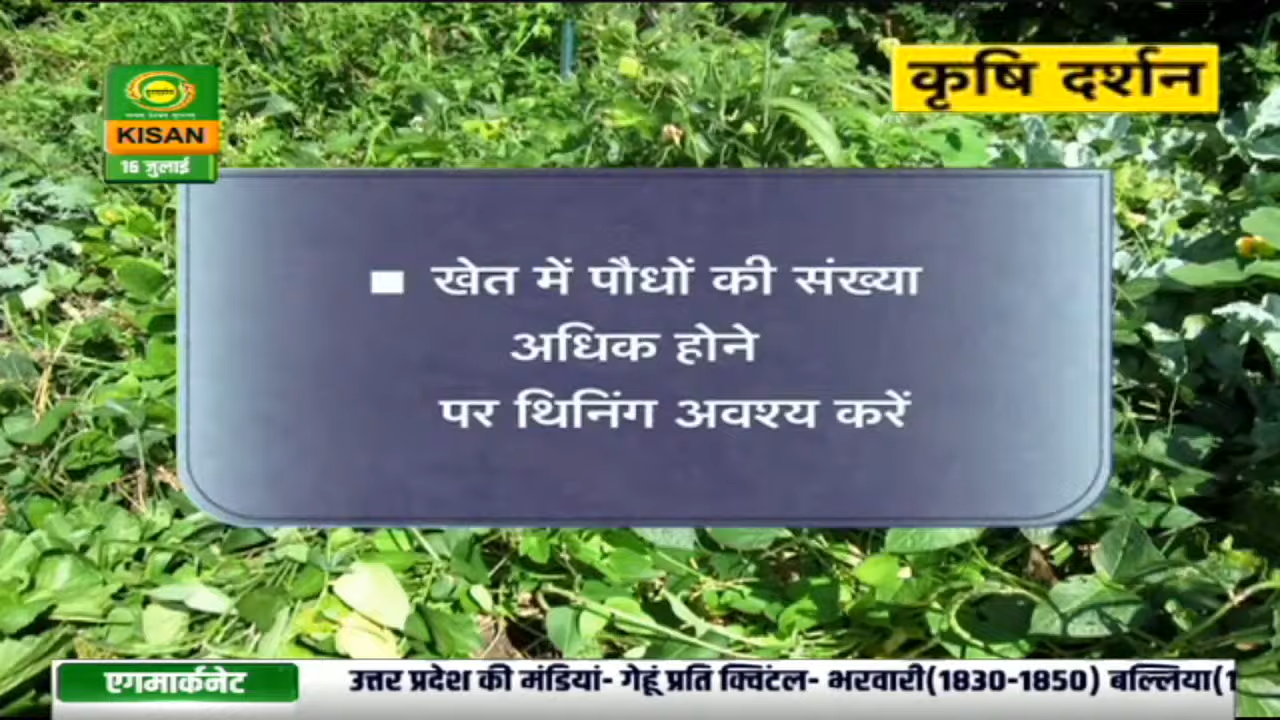 कृषि दर्शन
KISAN
16 जुलाई
■ खेत में पौधों की संख्या
अधिक होने
पर थिनिंग अवश्य करें
एगमार्कनेट
उत्तर प्रदेश की मंडियां- गेहूं प्रति क्विंटल- भरवारी(1830-1850) बल्लिया(1